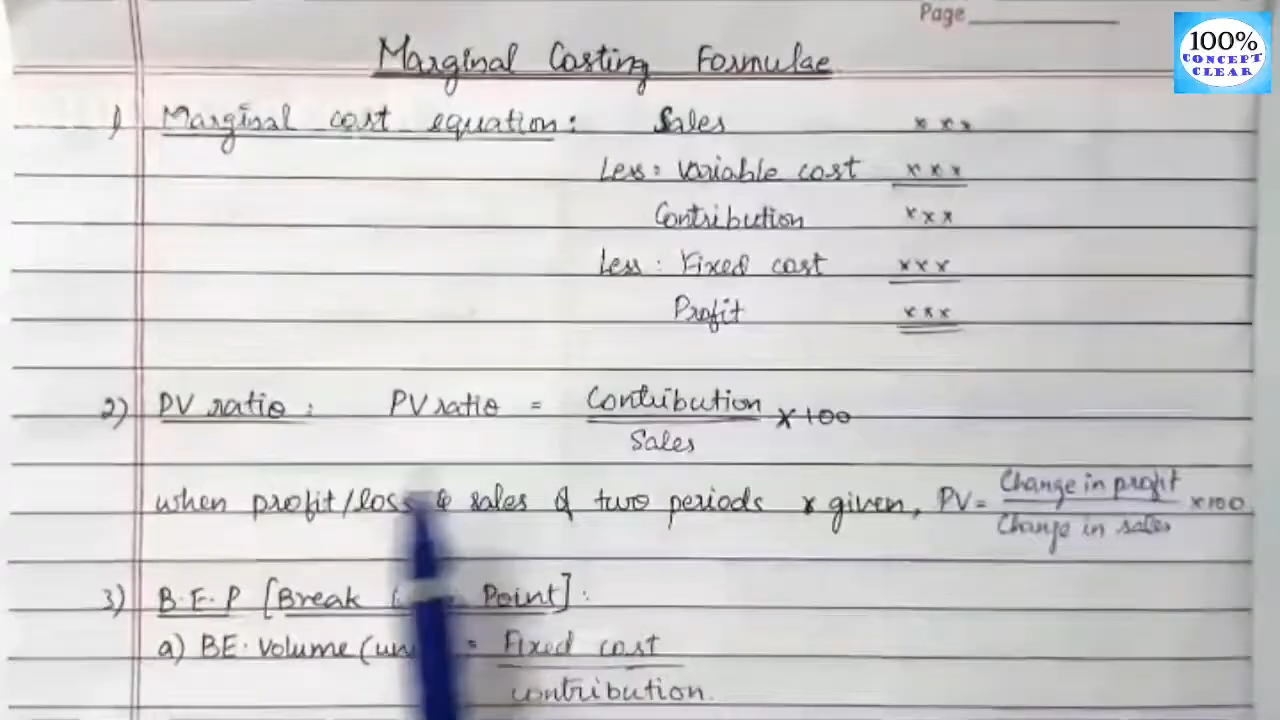 Page
100%
CONCEPT
CLEAR
Marginal Costing Formulae
1) Marginal cost equation: Sales xxx
Less: Variable cost xxx
Contribution xxx
Less: Fixed cost xxx
Profit xxx
2) PV ratio: PV ratio = Contribution
Sales × 100
when profit/loss & sales of two periods r given, PV = Change in profit
Change in sales ×100
3) B.E.P [Break Point]:
a) BE. Volume ( = Fixed cost
contribution